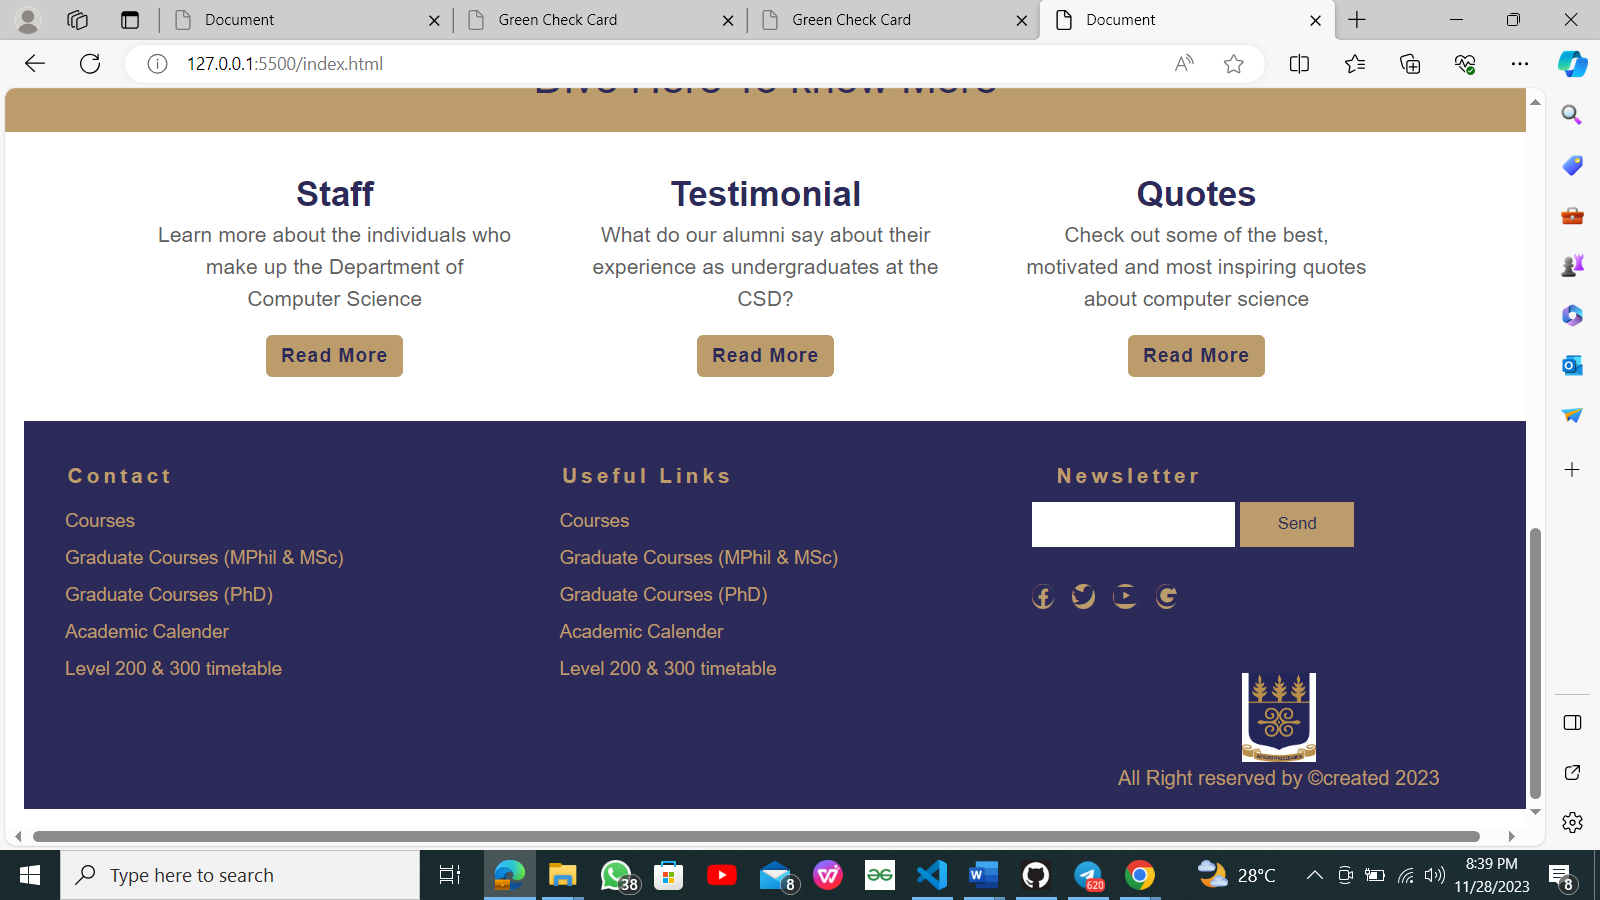 Document
Green Check Card
Green Check Card
Document
127.0.0.1:5500/index.html
Dive Here To know More
Staff
Learn more about the individuals who
make up the Department of
Computer Science
Read More
Testimonial
What do our alumni say about their
experience as undergraduates at the
CSD?
Read More
Quotes
Check out some of the best,
motivated and most inspiring quotes
about computer science
Read More
Contact
Courses
Graduate Courses (MPhil & MSc)
Graduate Courses (PhD)
Academic Calender
Level 200 & 300 timetable
Useful Links
Courses
Graduate Courses (MPhil & MSc)
Graduate Courses (PhD)
Academic Calender
Level 200 & 300 timetable
Newsletter
Send
All Right reserved by ©created 2023
Type here to search
38
8
620
28°C
8:39 PM
11/28/2023
8